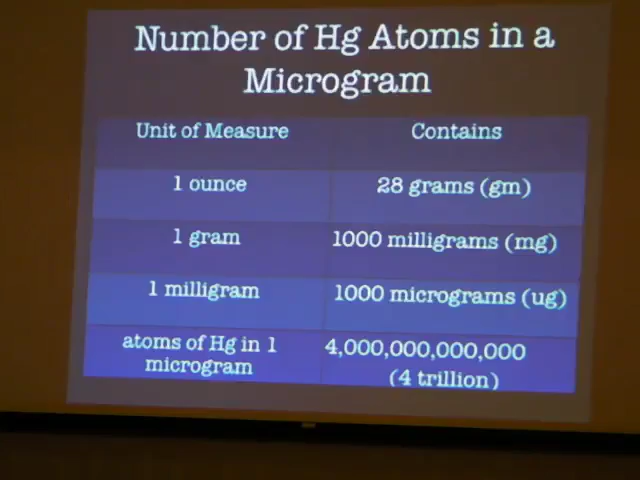 Number of Hg Atoms in a
Microgram
Unit of Measure
Contains
1 ounce
28 grams (gm)
1 gram
1000 milligrams (mg)
1 milligram
1000 micrograms (ug)
atoms of Hg in 1
microgram
4,000,000,000,000
(4 trillion)